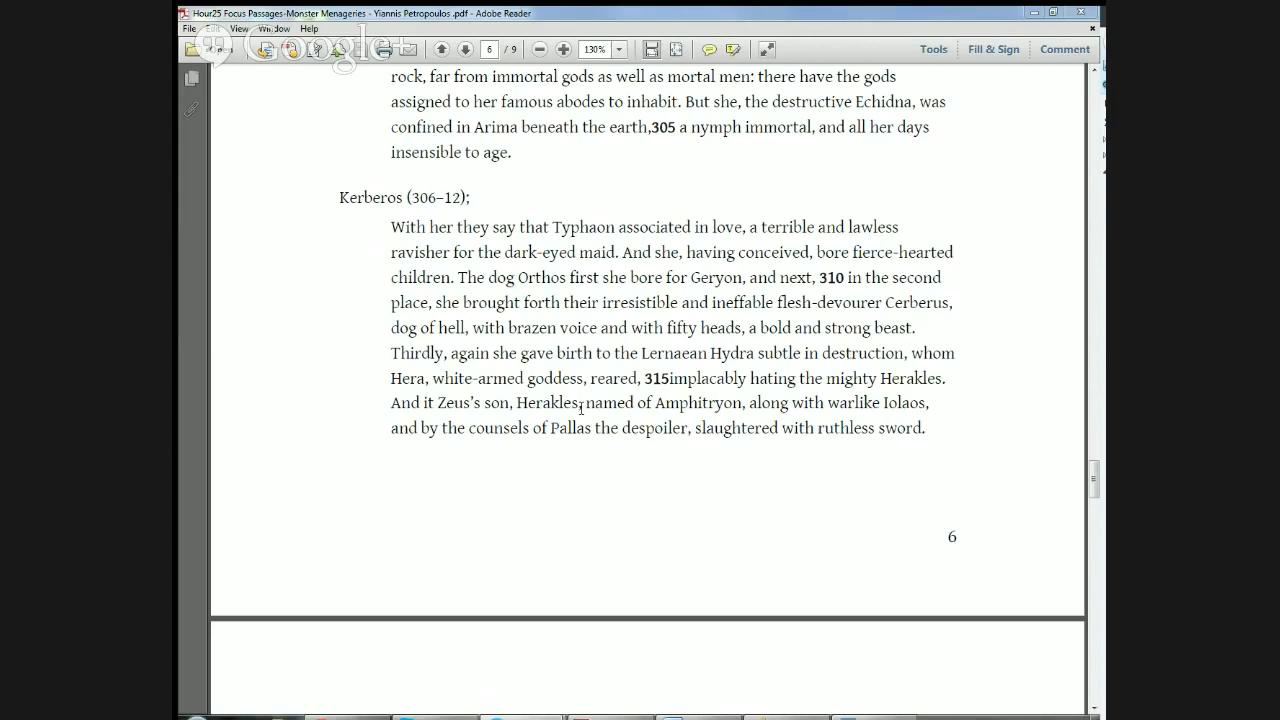 Hour25 Focus Passages-Monster Menageries - Yiannis Petropoulos .pdf - Adobe Reader
File Edit View Window Help
Google+
6 / 9 130% Tools Fill & Sign Comment
rock, far from immortal gods as well as mortal men: there have the gods
assigned to her famous abodes to inhabit. But she, the destructive Echidna, was
confined in Arima beneath the earth,305 a nymph immortal, and all her days
insensible to age.
Kerberos (306–12);
With her they say that Typhaon associated in love, a terrible and lawless
ravisher for the dark-eyed maid. And she, having conceived, bore fierce-hearted
children. The dog Orthos first she bore for Geryon, and next, 310 in the second
place, she brought forth their irresistible and ineffable flesh-devourer Cerberus,
dog of hell, with brazen voice and with fifty heads, a bold and strong beast.
Thirdly, again she gave birth to the Lernaean Hydra subtle in destruction, whom
Hera, white-armed goddess, reared, 315implacably hating the mighty Herakles.
And it Zeus’s son, Herakles, named of Amphitryon, along with warlike Iolaos,
and by the counsels of Pallas the despoiler, slaughtered with ruthless sword.
6